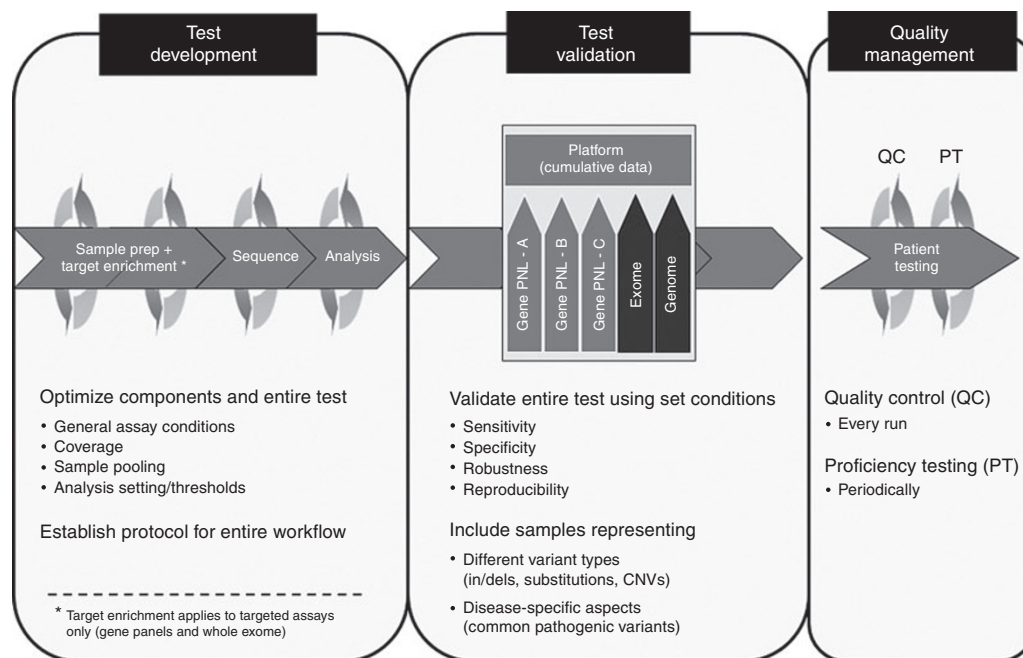 Test
development
Sample prep +
target enrichment *
Sequence
Analysis
Optimize components and entire test
• General assay conditions
• Coverage
• Sample pooling
• Analysis setting/thresholds
Establish protocol for entire workflow
* Target enrichment applies to targeted assays
only (gene panels and whole exome)
Test
validation
Platform
(cumulative data)
Gene PNL - A
Gene PNL - B
Gene PNL - C
Exome
Genome
Validate entire test using set conditions
• Sensitivity
• Specificity
• Robustness
• Reproducibility
Include samples representing
• Different variant types
(in/dels, substitutions, CNVs)
• Disease-specific aspects
(common pathogenic variants)
Quality
management
QC
PT
Patient
testing
Quality control (QC)
• Every run
Proficiency testing (PT)
• Periodically